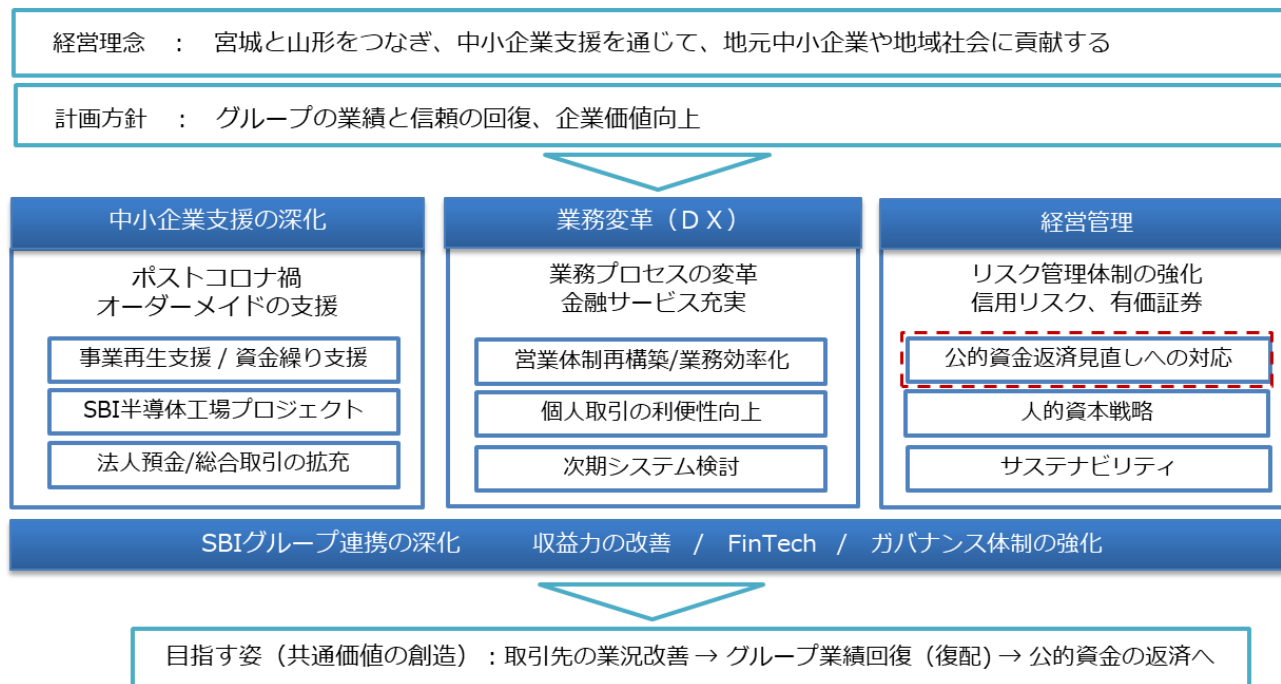 経営理念 : 宮城と山形をつなぎ、中小企業支援を通じて、地元中小企業や地域社会に貢献する
計画方針 : グループの業績と信頼の回復、企業価値向上
中小企業支援の深化
ポストコロナ禍
オーダーメイドの支援
事業再生支援 / 資金繰り支援
SBI半導体工場プロジェクト
法人預金/総合取引の拡充
業務変革(DX)
業務プロセスの変革
金融サービス充実
営業体制再構築/業務効率化
個人取引の利便性向上
次期システム検討
経営管理
リスク管理体制の強化
信用リスク、有価証券
公的資金返済見直しへの対応
人的資本戦略
サステナビリティ
SBIグループ連携の深化 収益力の改善 / FinTech / ガバナンス体制の強化
目指す姿(共通価値の創造):取引先の業況改善 → グループ業績回復(復配) → 公的資金の返済へ